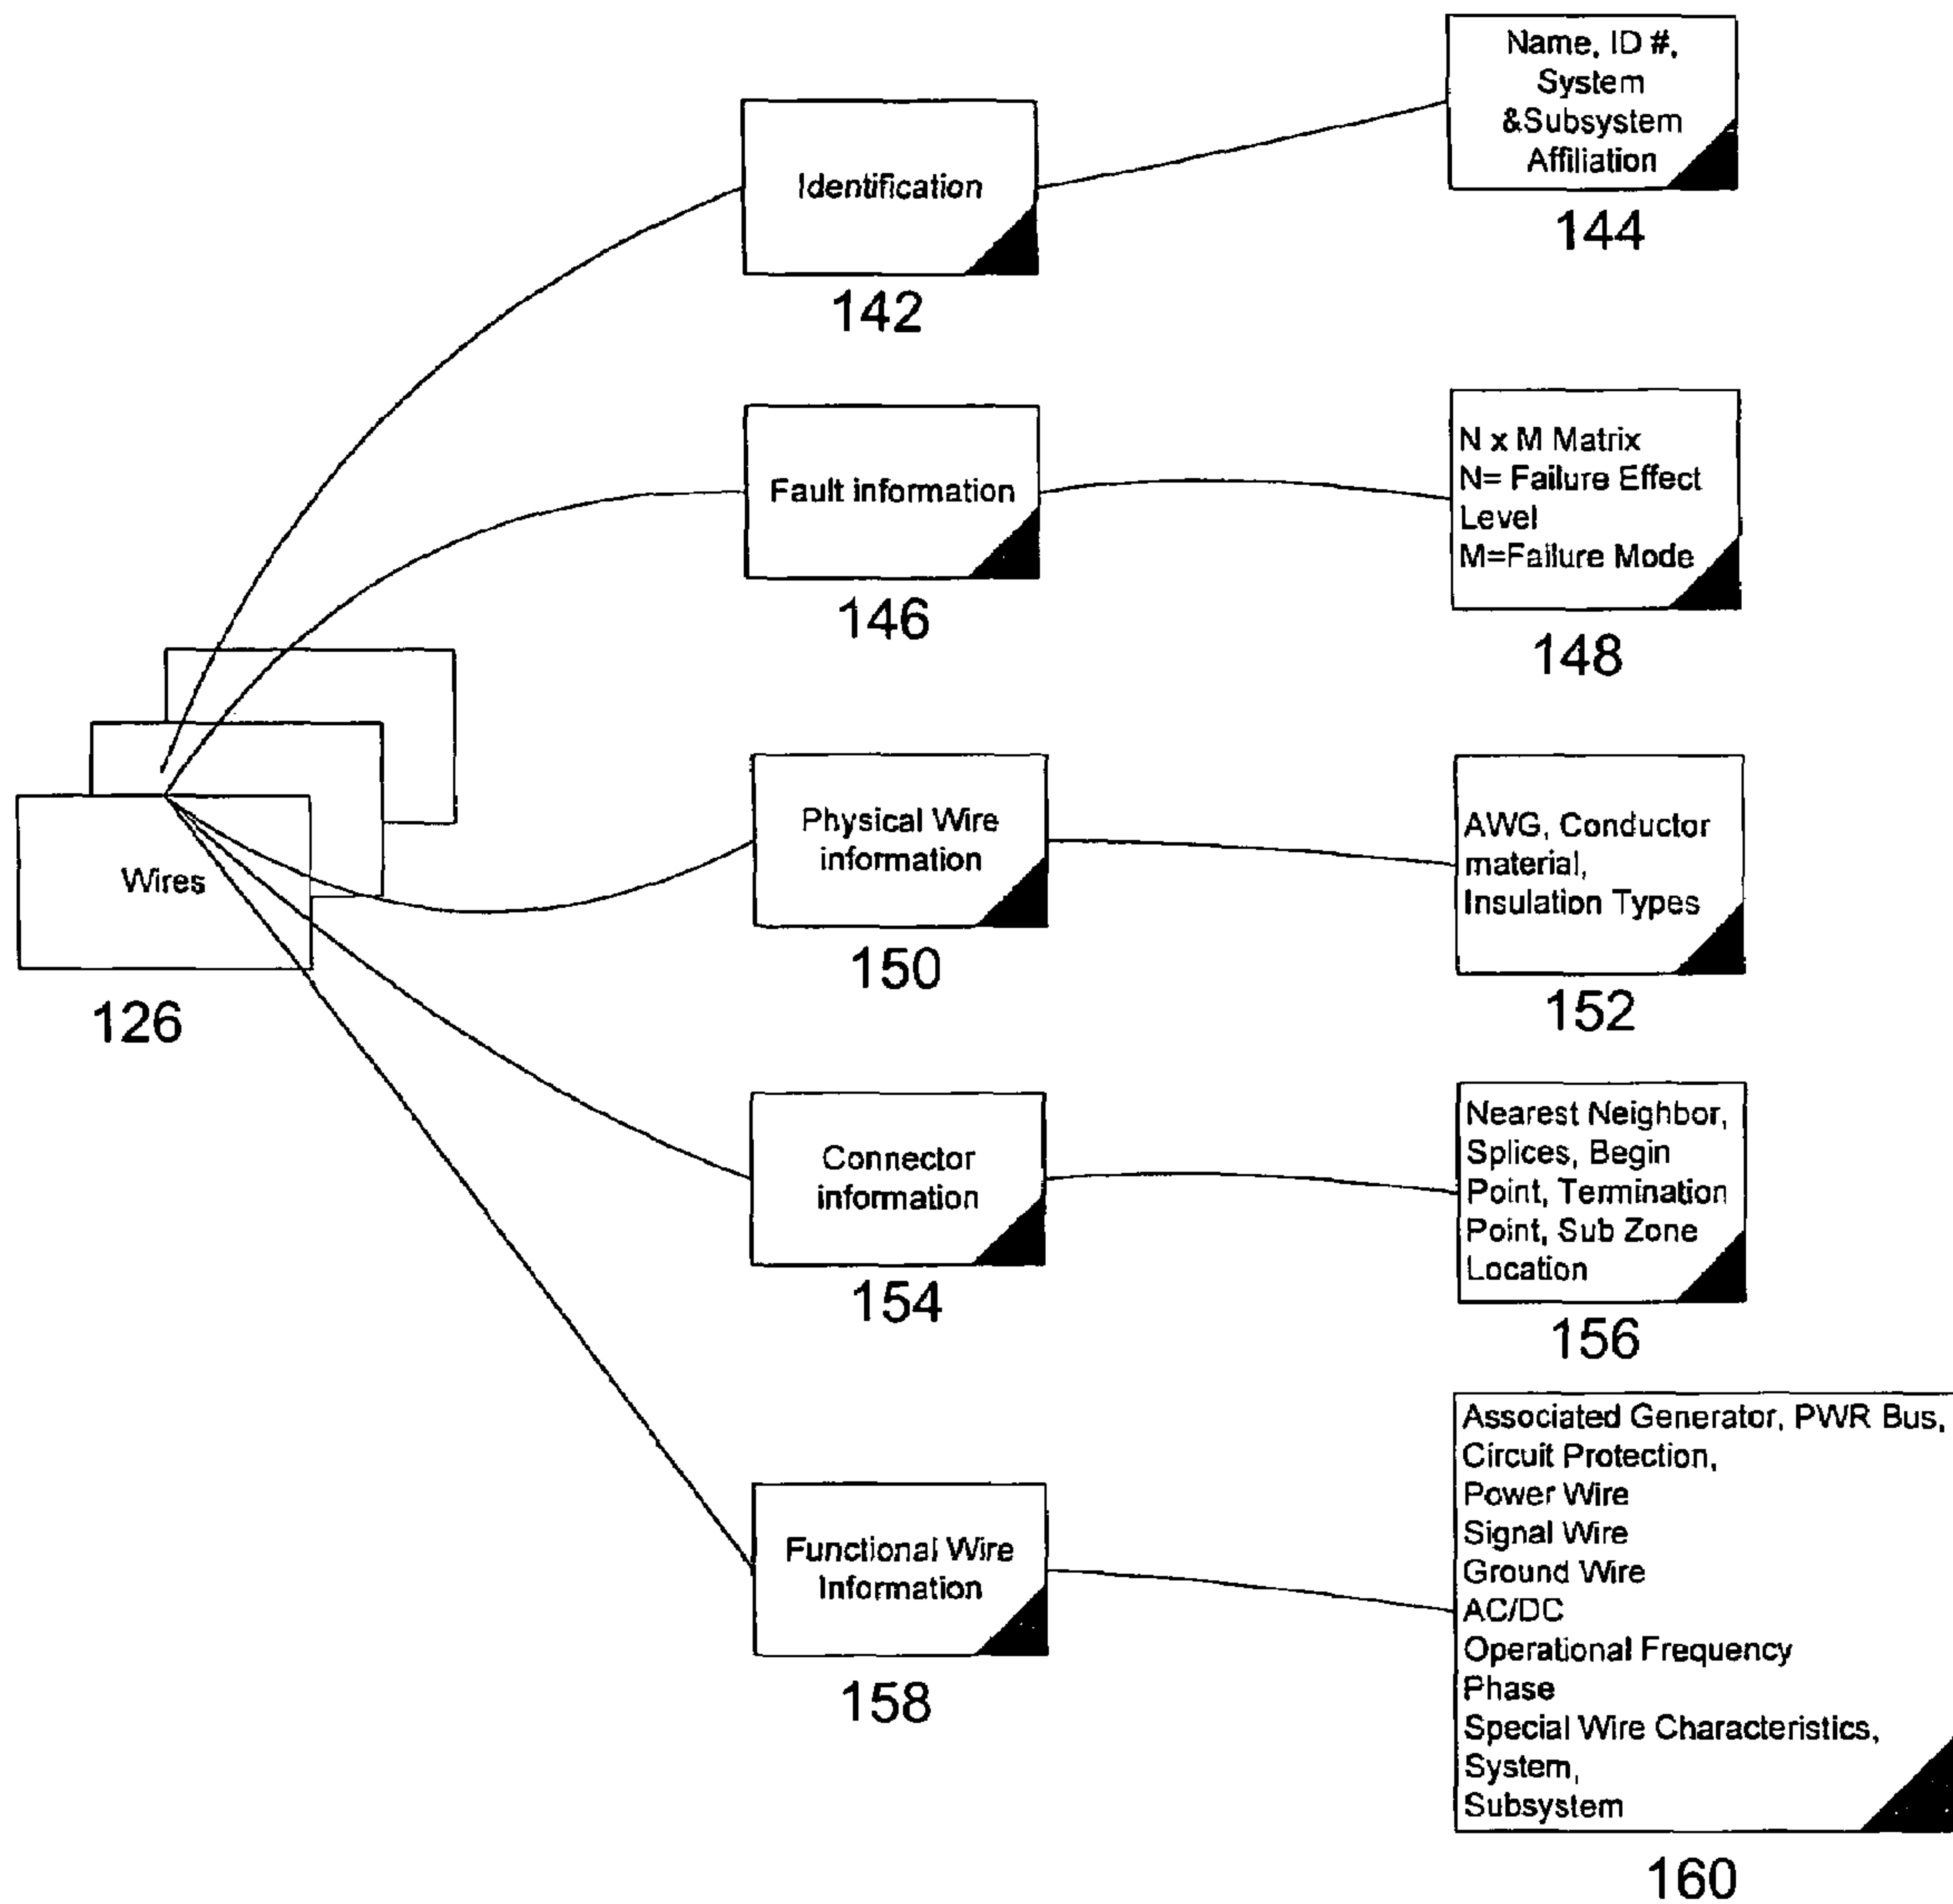 Name, ID #,
System
&Subsystem
Affiliation
144
Identification
142
Fault information
146
N x M Matrix
N= Failure Effect
Level
M=Failure Mode
148
Wires
126
Physical Wire
information
150
AWG, Conductor
material,
Insulation Types
152
Connector
information
154
Nearest Neighbor,
Splices, Begin
Point, Termination
Point, Sub Zone
Location
156
Functional Wire
Information
158
Associated Generator, PWR Bus,
Circuit Protection,
Power Wire
Signal Wire
Ground Wire
AC/DC
Operational Frequency
Phase
Special Wire Characteristics,
System,
Subsystem
160